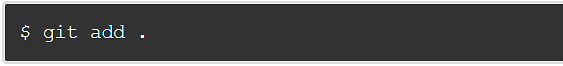 $ git add .